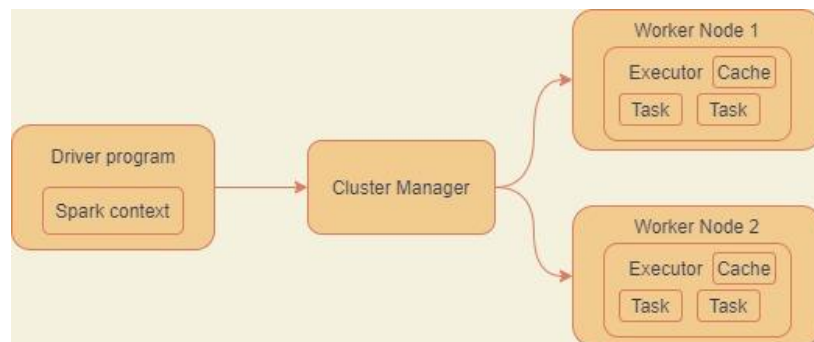 Driver program
Spark context
Cluster Manager
Worker Node 1
Executor Cache
Task Task
Worker Node 2
Executor Cache
Task Task